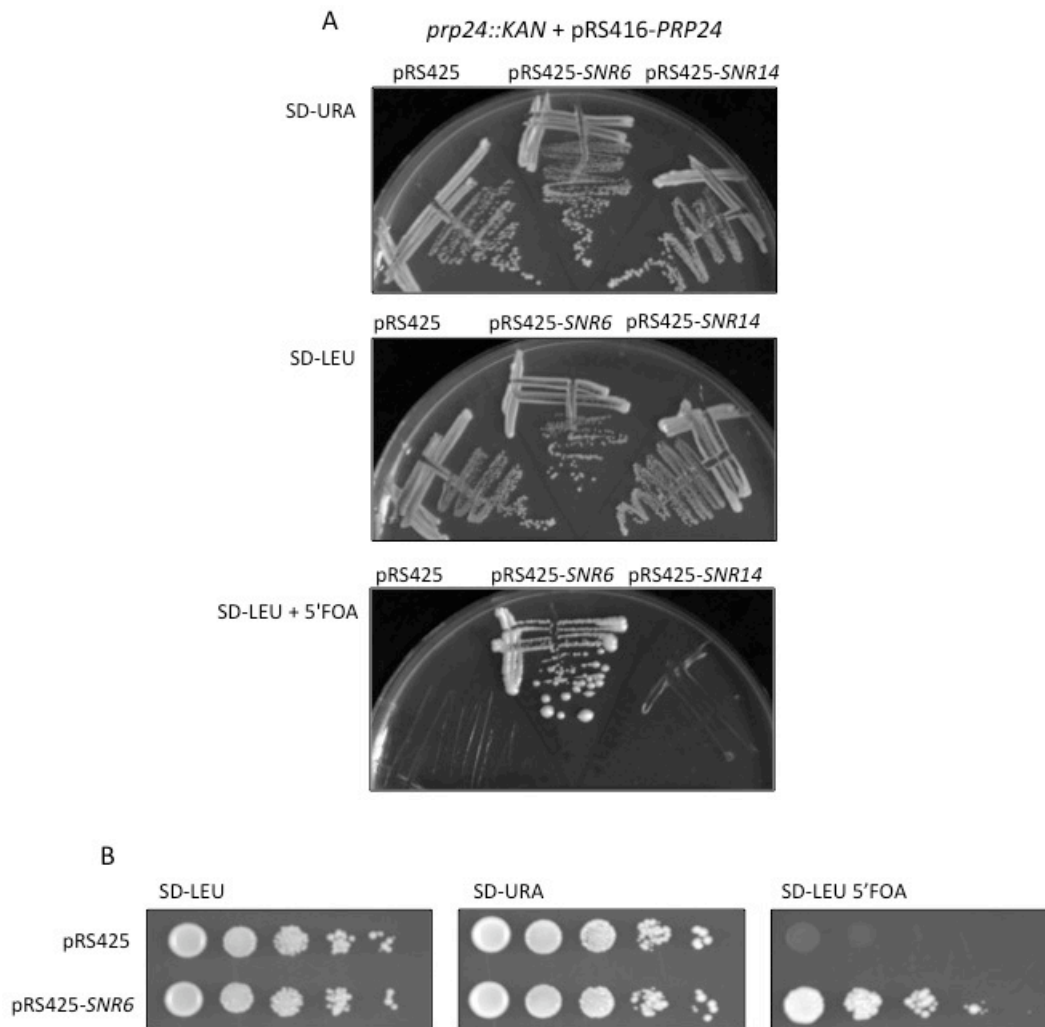 A
prp24::KAN + pRS416-PRP24
pRS425 pRS425-SNR6 pRS425-SNR14
SD-URA
pRS425 pRS425-SNR6 pRS425-SNR14
SD-LEU
pRS425 pRS425-SNR6 pRS425-SNR14
SD-LEU + 5'FOA
B
SD-LEU SD-URA SD-LEU 5’FOA
pRS425
pRS425-SNR6